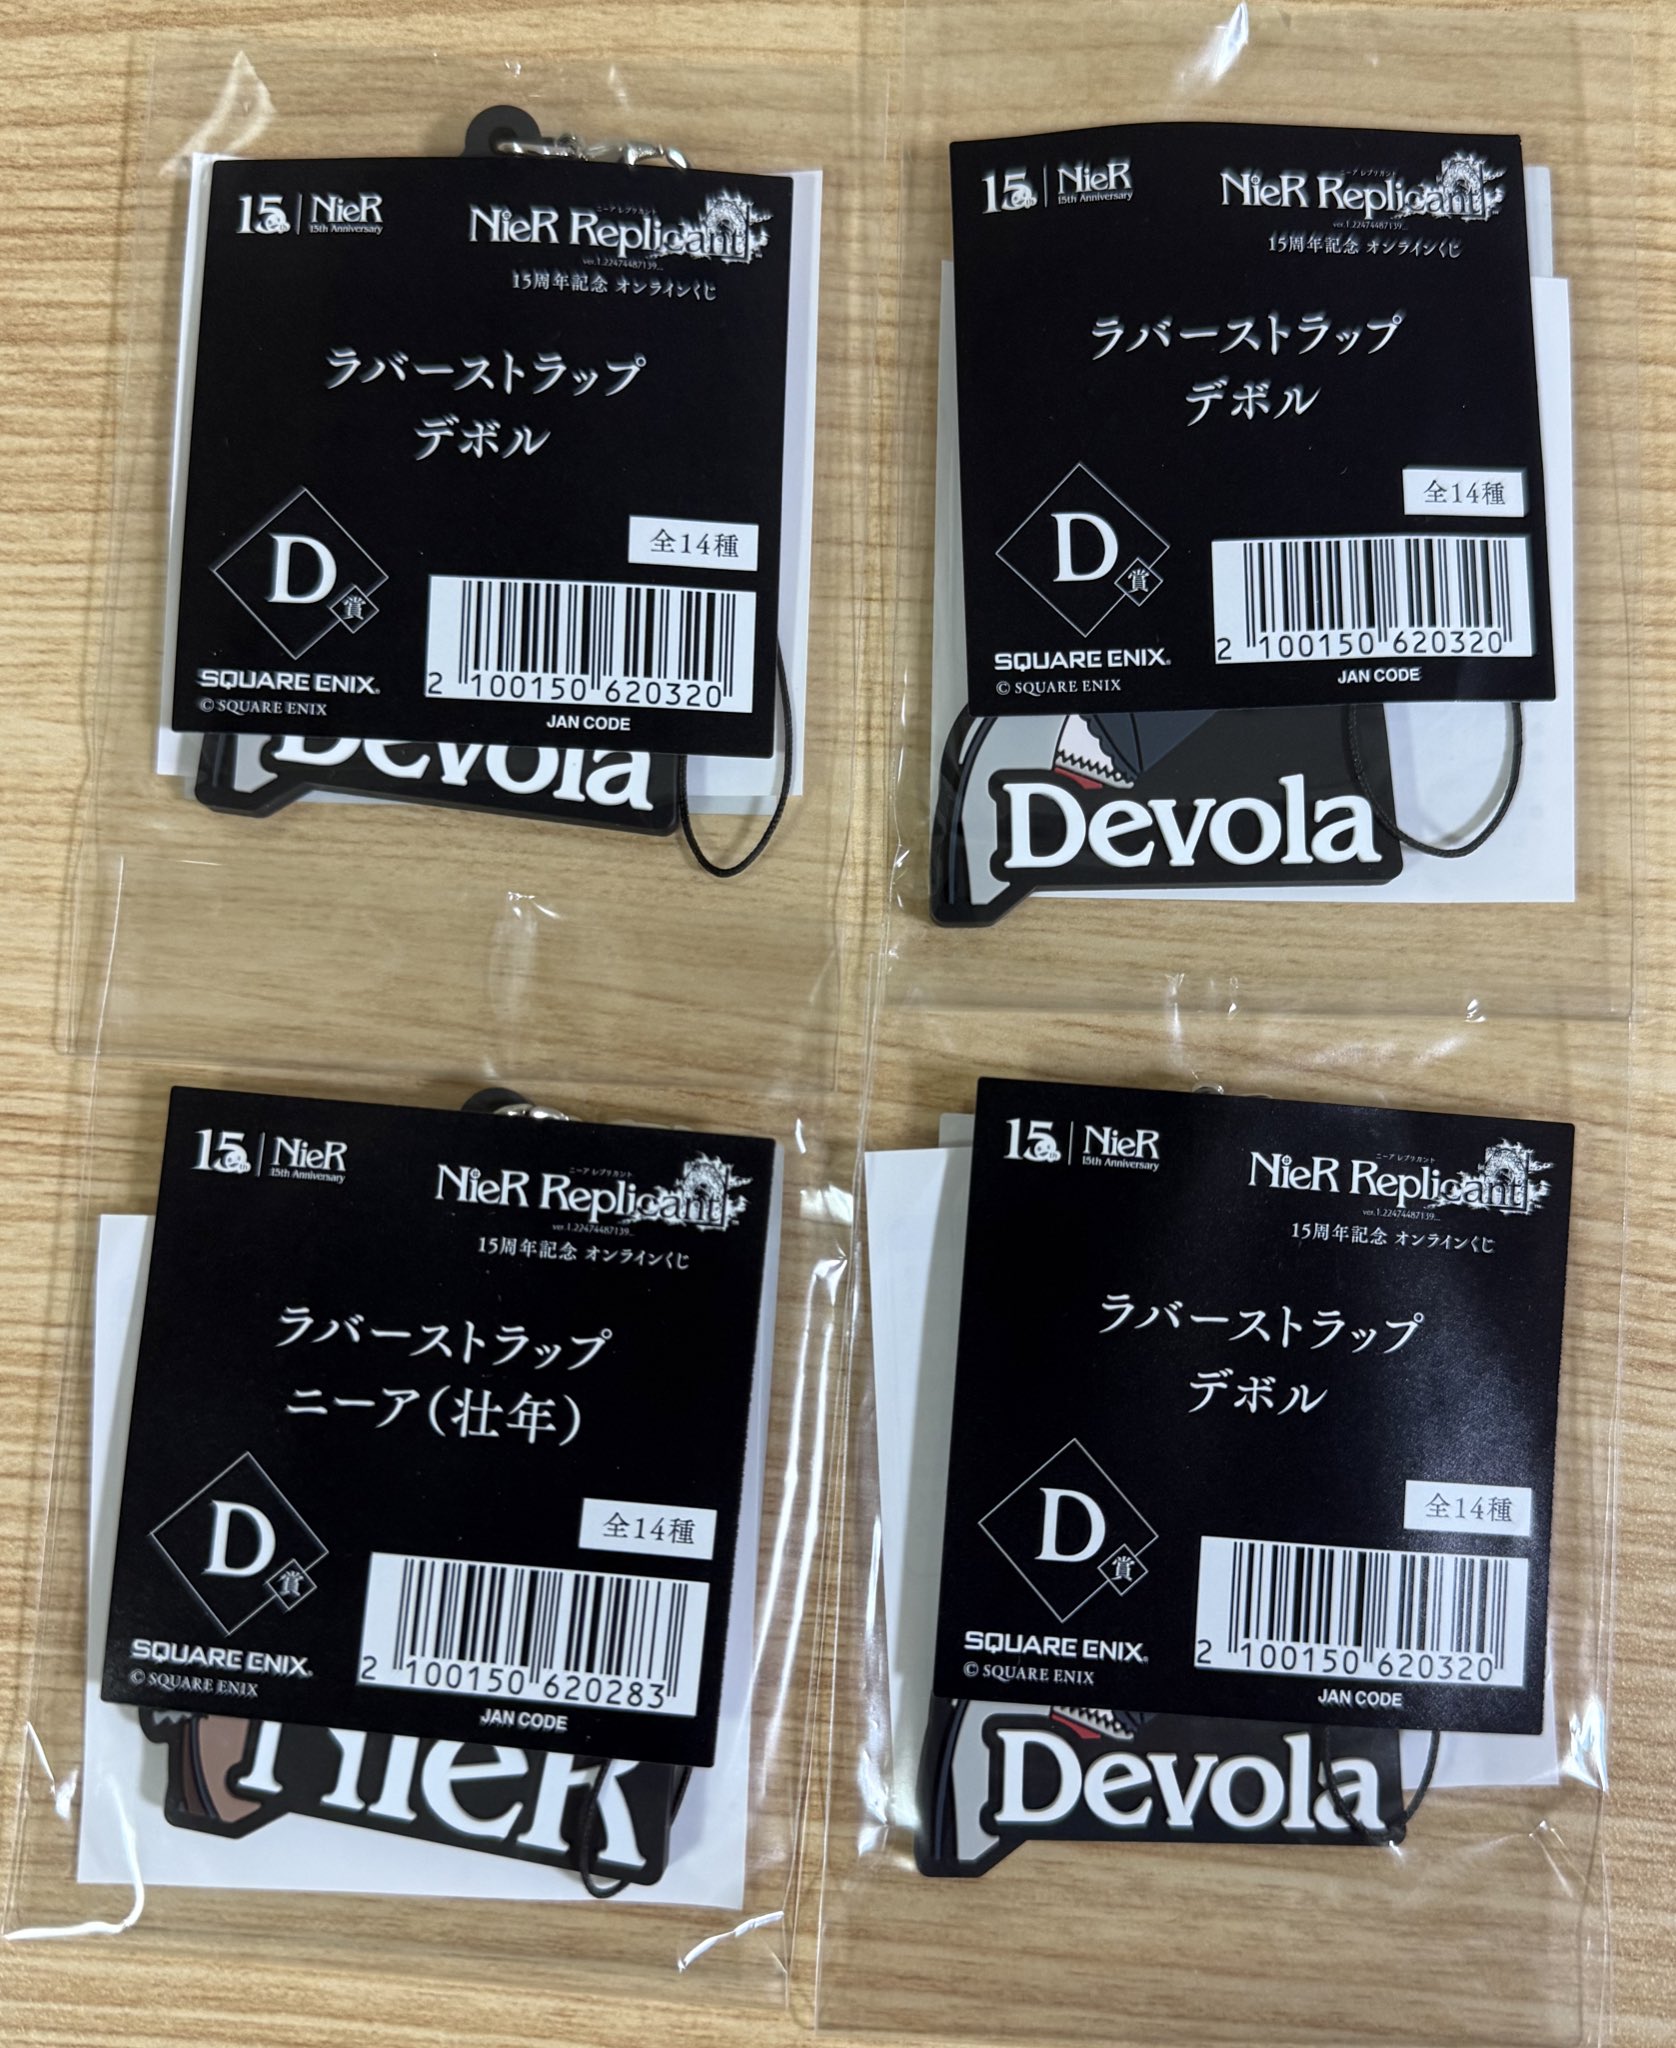 15th NieR
15th Anniversary
ニーア レプリカント
NieR Replicant
ver.1.22474487139...
15周年記念 オンラインくじ
ラバーストラップ
デボル
全14種
D賞
2 100150 620320
JAN CODE
SQUARE ENIX
© SQUARE ENIX
Devola
15th NieR
15th Anniversary
ニーア レプリカント
NieR Replicant
ver.1.22474487139...
15周年記念 オンラインくじ
ラバーストラップ
デボル
全14種
D賞
2 100150 620320
JAN CODE
SQUARE ENIX
© SQUARE ENIX
Devola
15th NieR
15th Anniversary
ニーア レプリカント
NieR Replicant
ver.1.22474487139...
15周年記念 オンラインくじ
ラバーストラップ
ニーア(壮年)
全14種
D賞
2 100150 620283
JAN CODE
SQUARE ENIX
© SQUARE ENIX
NieR
15th NieR
15th Anniversary
ニーア レプリカント
NieR Replicant
ver.1.22474487139...
15周年記念 オンラインくじ
ラバーストラップ
デボル
全14種
D賞
2 100150 620320
JAN CODE
SQUARE ENIX
© SQUARE ENIX
Devola